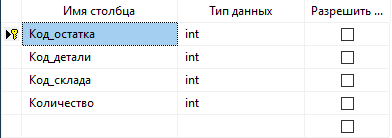 Имя столбца Тип данных Разрешить ...
Код_остатка int
Код_детали int
Код_склада int
Количество int